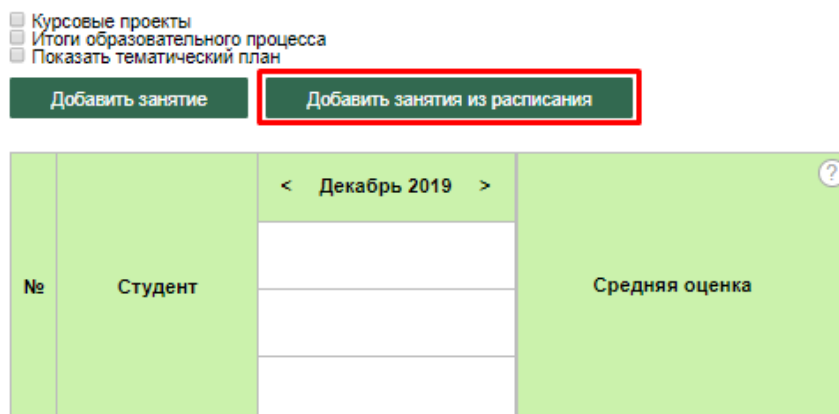 Курсовые проекты
Итоги образовательного процесса
Показать тематический план
Добавить занятие
Добавить занятия из расписания
< Декабрь 2019 >
?
№
Студент
Средняя оценка